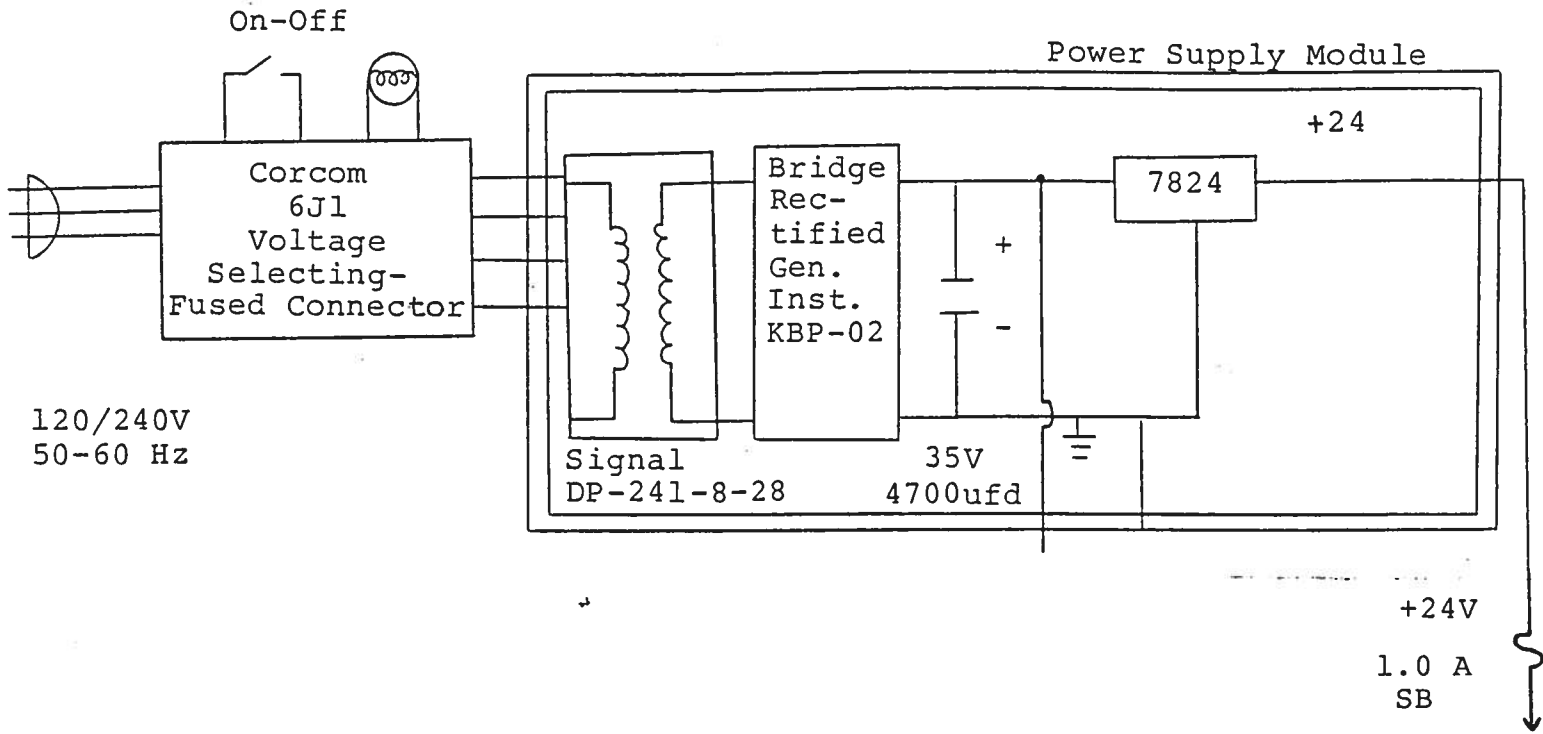 On-Off
Power Supply Module
+24
Corcom
6J1
Voltage
Selecting-
Fused Connector
Bridge
Rec-
tified
Gen.
Inst.
KBP-02
+
-
7824
120/240V
50-60 Hz
Signal
DP-241-8-28
35V
4700ufd
+24V
1.0 A
SB